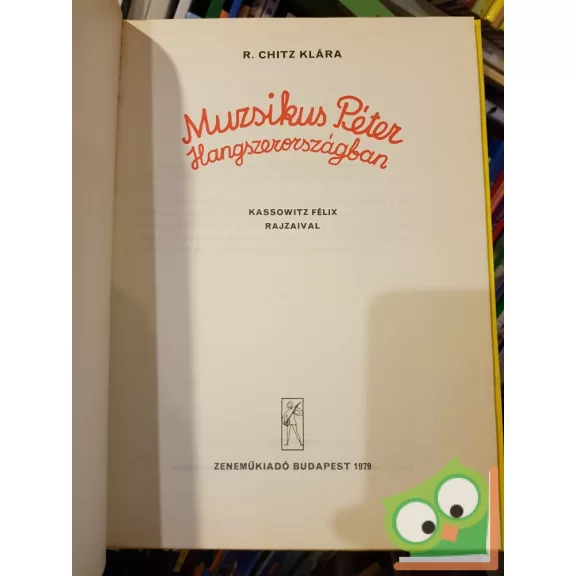 R. CHITZ KLÁRA
Muzsikus Péter
Hangszerországban
KASSOWITZ FÉLIX
RAJZAIVAL
ZENEMŰKIADÓ BUDAPEST 1979